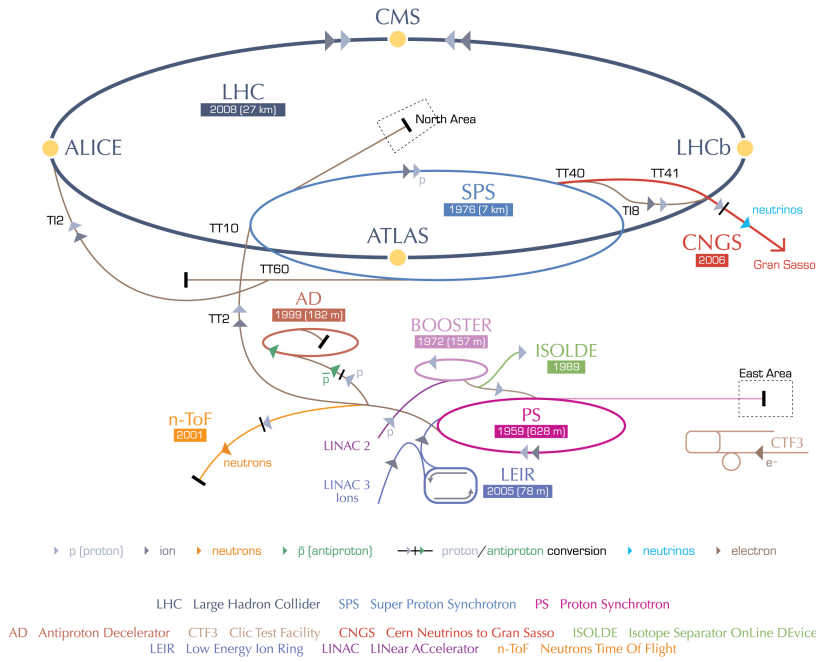 CMS
LHC
2008 (27 km)
North Area
ALICE
LHCb
TT40
TT41
p
SPS
1976 (7 km)
TI8
neutrinos
TI2
TT10
ATLAS
CNGS
2006
Gran Sasso
TT60
AD
1999 (182 m)
TT2
BOOSTER
1972 (157 m)
ISOLDE
1989
p̅
p
East Area
n-ToF
2001
PS
1959 (628 m)
p
LINAC 2
neutrons
CTF3
e-
LEIR
2005 (78 m)
LINAC 3
Ions
p (proton)
ion
neutrons
p̅ (antiproton)
proton/antiproton conversion
neutrinos
electron
LHC Large Hadron Collider SPS Super Proton Synchrotron PS Proton Synchrotron
AD Antiproton Decelerator CTF3 Clic Test Facility CNGS Cern Neutrinos to Gran Sasso ISOLDE Isotope Separator OnLine DEvice
LEIR Low Energy Ion Ring LINAC LINear ACcelerator n-ToF Neutrons Time Of Flight